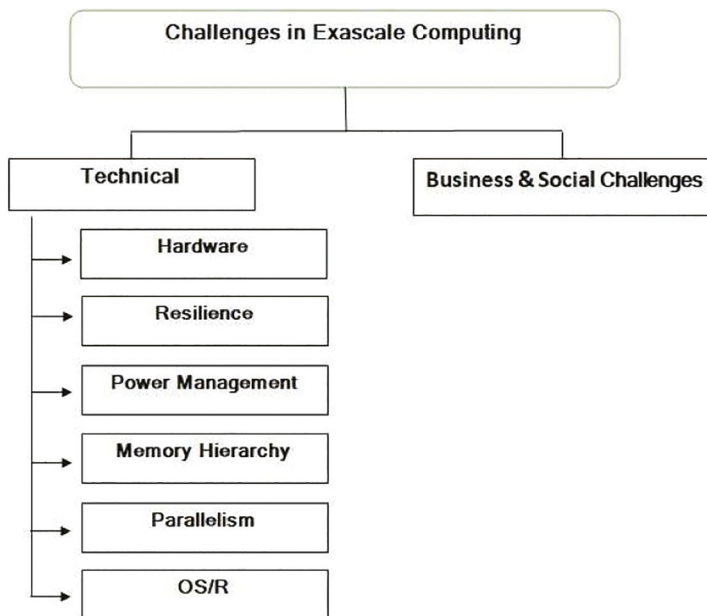 Challenges in Exascale Computing
Technical
Business & Social Challenges
Hardware
Resilience
Power Management
Memory Hierarchy
Parallelism
OS/R